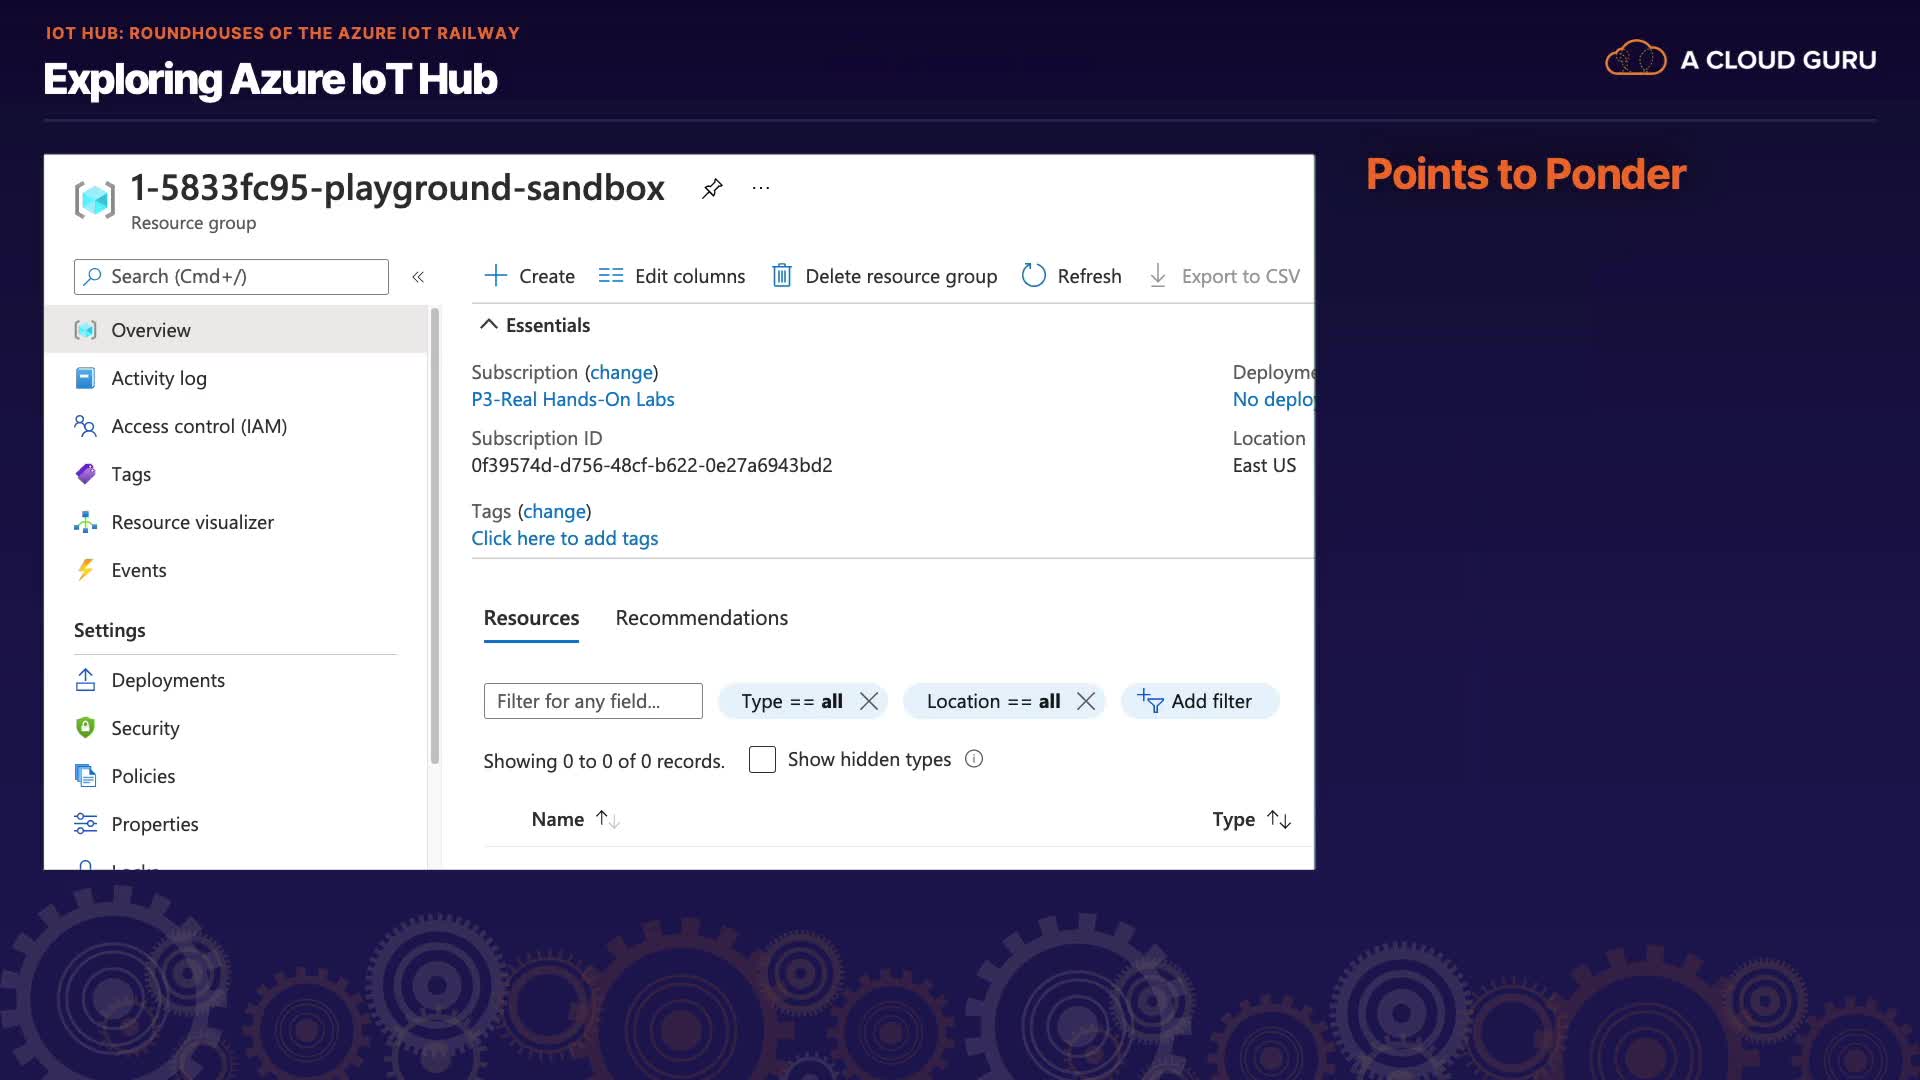 IOT HUB: ROUNDHOUSES OF THE AZURE IOT RAILWAY
Exploring Azure IoT Hub
A CLOUD GURU
1-5833fc95-playground-sandbox
Resource group
Search (Cmd+/)
Overview
Activity log
Access control (IAM)
Tags
Resource visualizer
Events
Settings
Deployments
Security
Policies
Properties
Create
Edit columns
Delete resource group
Refresh
Export to CSV
Essentials
Subscription (change)
P3-Real Hands-On Labs
Subscription ID
0f39574d-d756-48cf-b622-0e27a6943bd2
Tags (change)
Click here to add tags
Deployme
No deplo
Location
East US
Resources
Recommendations
Filter for any field...
Type == all
Location == all
Add filter
Showing 0 to 0 of 0 records.
Show hidden types
Name
Type
Points to Ponder